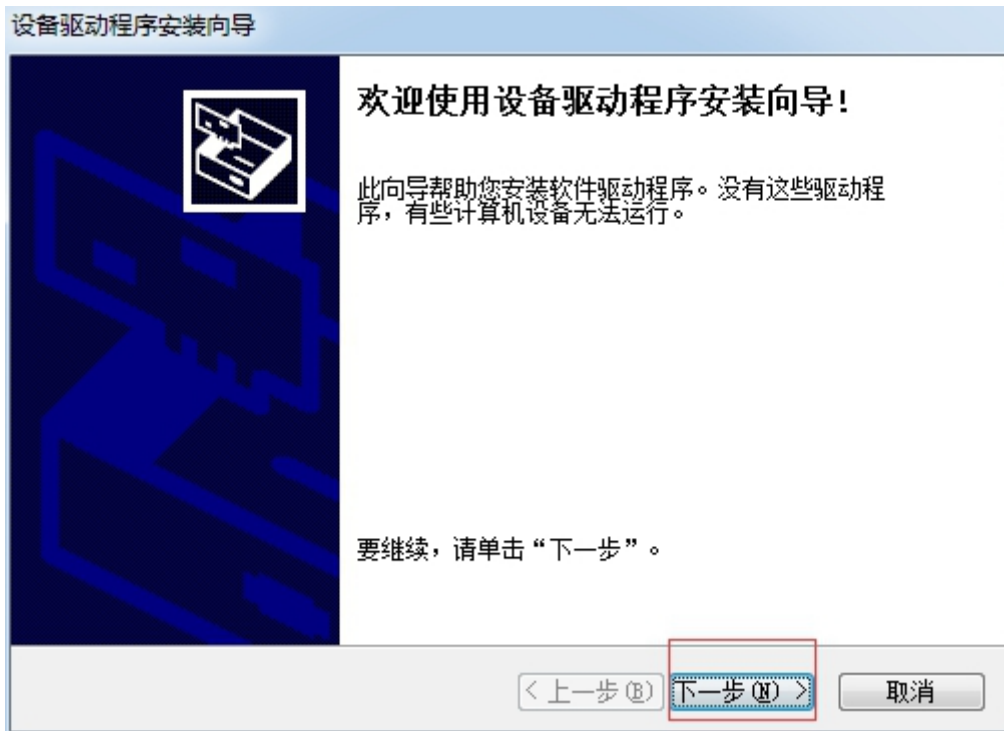 设备驱动程序安装向导
欢迎使用设备驱动程序安装向导!
此向导帮助您安装软件驱动程序。没有这些驱动程
序，有些计算机设备无法运行。
要继续，请单击“下一步”。
< 上一步(B) 下一步(N) > 取消